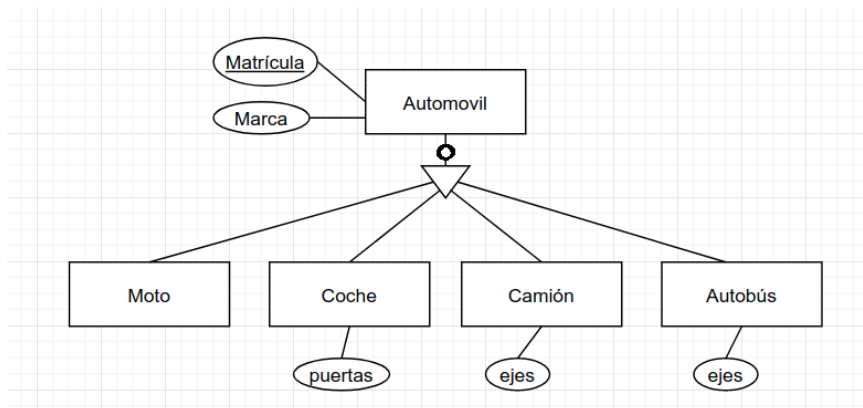 Matrícula
Automovil
Marca
Moto
Coche
Camión
Autobús
puertas
ejes
ejes